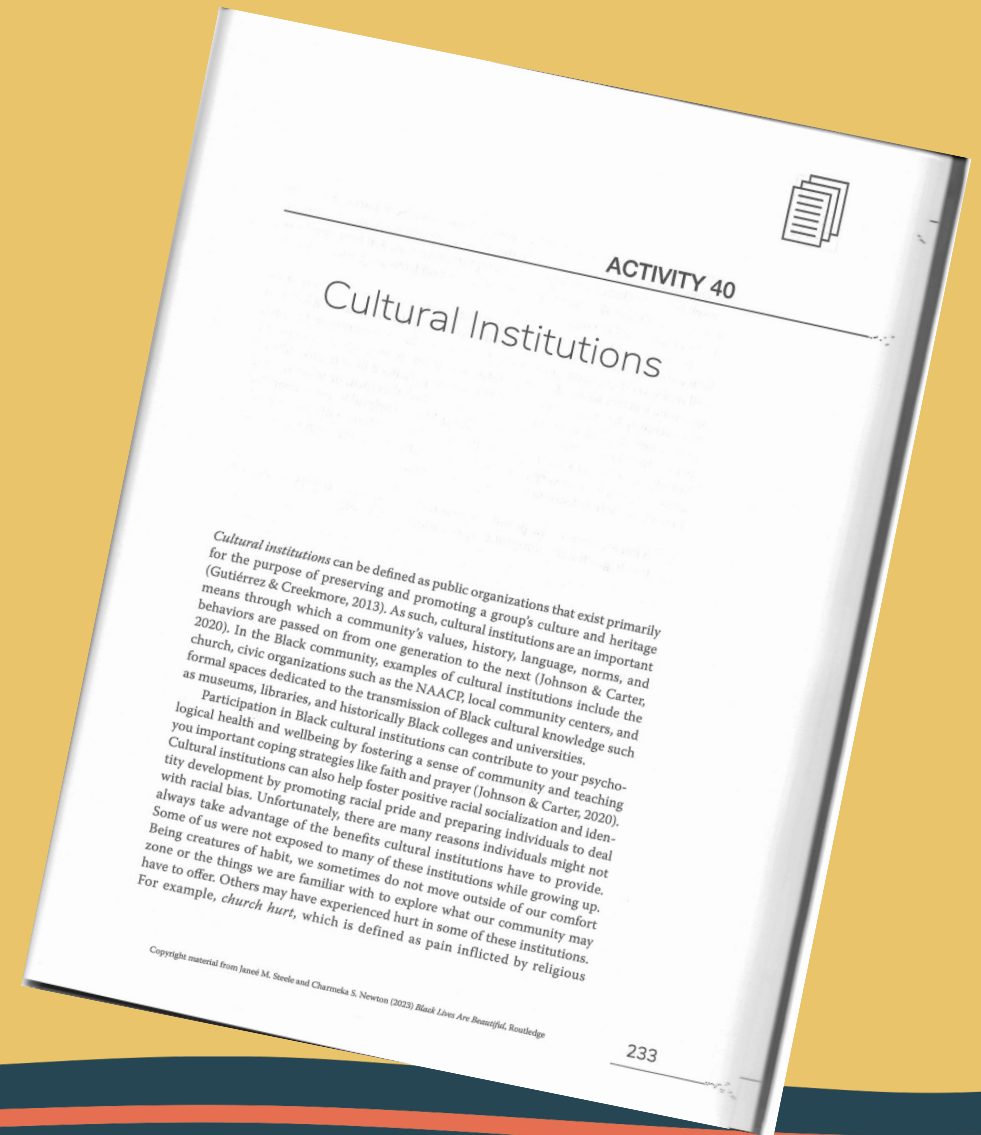 ACTIVITY 40
Cultural Institutions
Cultural institutions can be defined as public organizations that exist primarily
for the purpose of preserving and promoting a group's culture and heritage
(Gutiérrez & Creekmore, 2013). As such, cultural institutions are an important
means through which a community's values, history, language, norms, and
behaviors are passed on from one generation to the next (Johnson & Carter,
2020). In the Black community, examples of cultural institutions include the
church, civic organizations such as the NAACP, local community centers, and
formal spaces dedicated to the transmission of Black cultural knowledge such
as museums, libraries, and historically Black colleges and universities.
Participation in Black cultural institutions can contribute to your psycho-
logical health and wellbeing by fostering a sense of community and teaching
you important coping strategies like faith and prayer (Johnson & Carter, 2020).
Cultural institutions can also help foster positive racial socialization and iden-
tity development by promoting racial pride and preparing individuals to deal
with racial bias. Unfortunately, there are many reasons individuals might not
always take advantage of the benefits cultural institutions have to provide.
Some of us were not exposed to many of these institutions while growing up.
Being creatures of habit, we sometimes do not move outside of our comfort
zone or the things we are familiar with to explore what our community may
have to offer. Others may have experienced hurt in some of these institutions.
For example, church hurt, which is defined as pain inflicted by religious
Copyright material from Janeé M. Steele and Charmeka S. Newton (2023) Black Lives Are Beautiful, Routledge
233